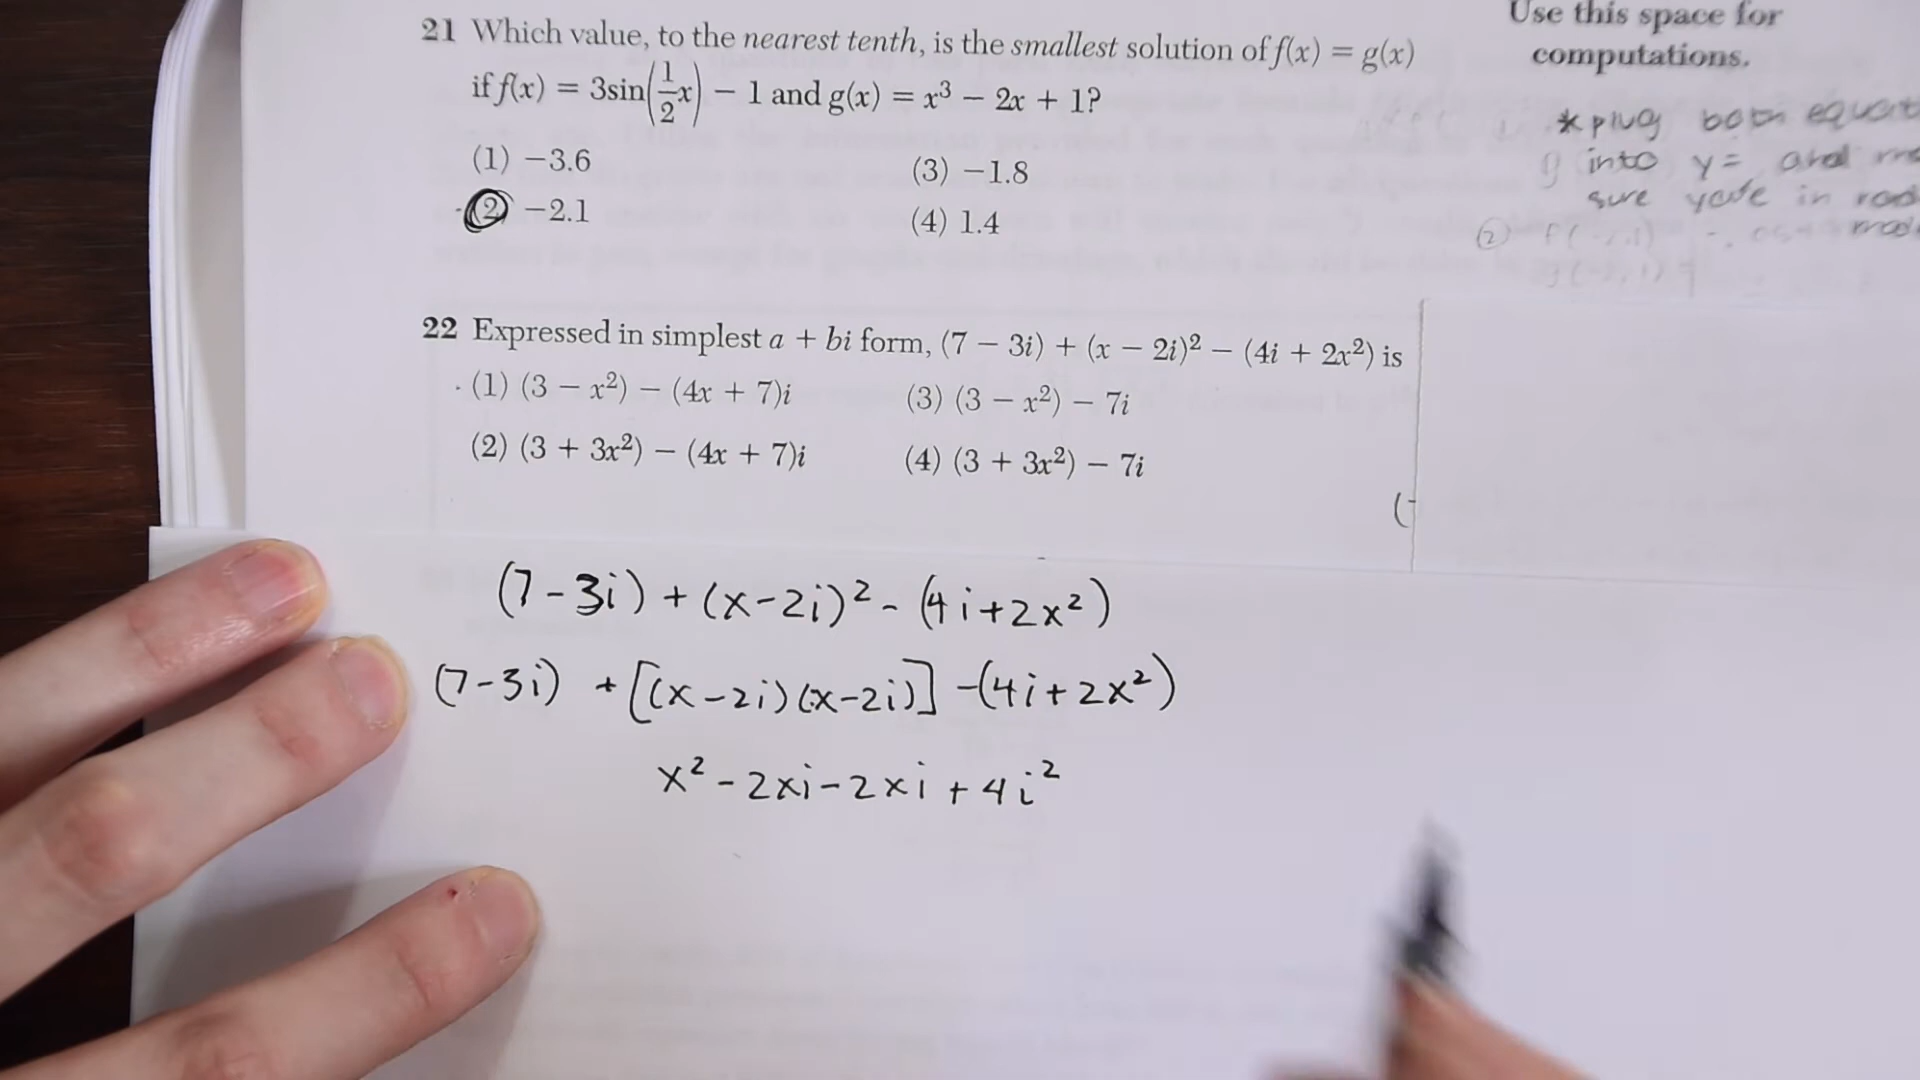 21 Which value, to the nearest tenth, is the smallest solution of f(x) = g(x)
if f(x) = 3sin(1/2 x) − 1 and g(x) = x³ − 2x + 1?
(1) −3.6 (3) −1.8
(2) −2.1 (4) 1.4
Use this space for
computations.
*plug both equat
into y= and
sure
in
22 Expressed in simplest a + bi form, (7 − 3i) + (x − 2i)² − (4i + 2x²) is
(1) (3 − x²) − (4x + 7)i (3) (3 − x²) − 7i
(2) (3 + 3x²) − (4x + 7)i (4) (3 + 3x²) − 7i
(7-3i) + (x-2i)² - (4i+2x²)
(7-3i) + [(x-2i)(x-2i)] -(4i+2x²)
x² - 2xi - 2xi + 4i²